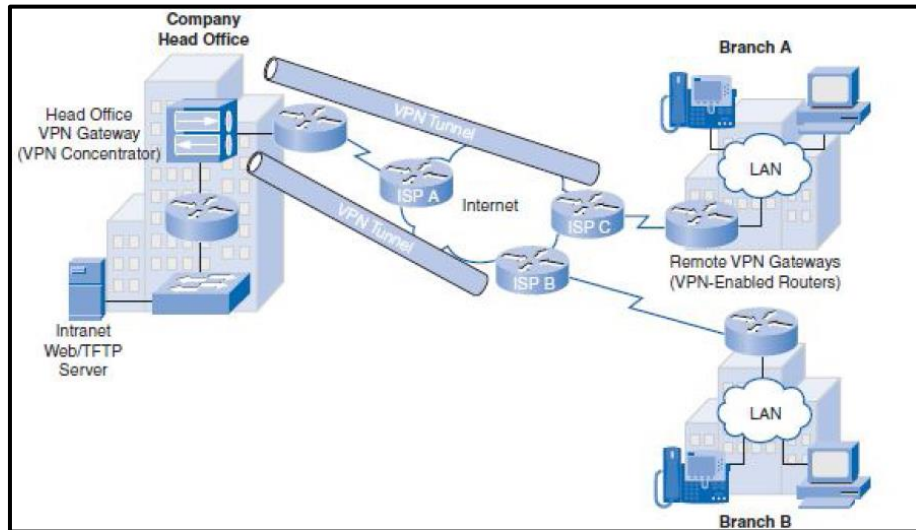 Company
Head Office
Branch A
Head Office
VPN Gateway
(VPN Concentrator)
VPN Tunnel
LAN
ISP A
Internet
ISP C
VPN Tunnel
ISP B
Remote VPN Gateways
(VPN-Enabled Routers)
Intranet
Web/TFTP
Server
LAN
Branch B